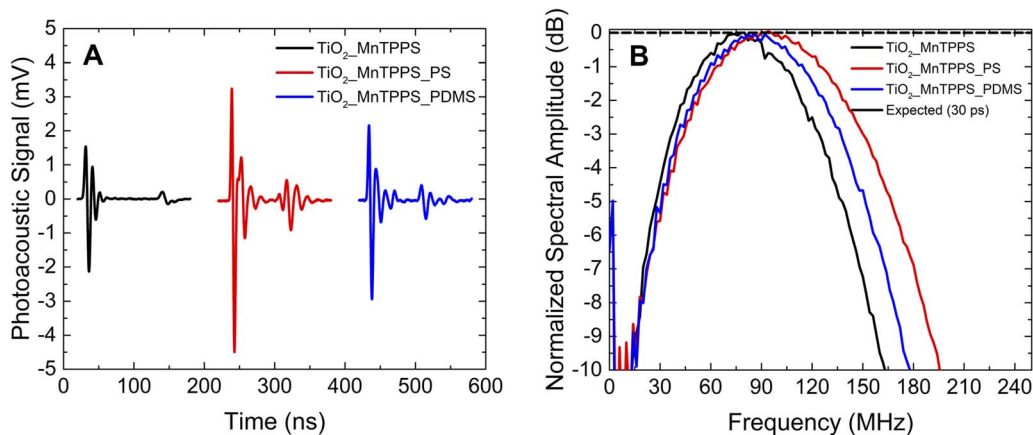 A
TiO2_MnTPPS
TiO2_MnTPPS_PS
TiO2_MnTPPS_PDMS
Photoacoustic Signal (mV)
5
4
3
2
1
0
-1
-2
-3
-4
-5
0 100 200 300 400 500 600
Time (ns)
B
TiO2_MnTPPS
TiO2_MnTPPS_PS
TiO2_MnTPPS_PDMS
Expected (30 ps)
Normalized Spectral Amplitude (dB)
0
-1
-2
-3
-4
-5
-6
-7
-8
-9
-10
0 30 60 90 120 150 180 210 240
Frequency (MHz)